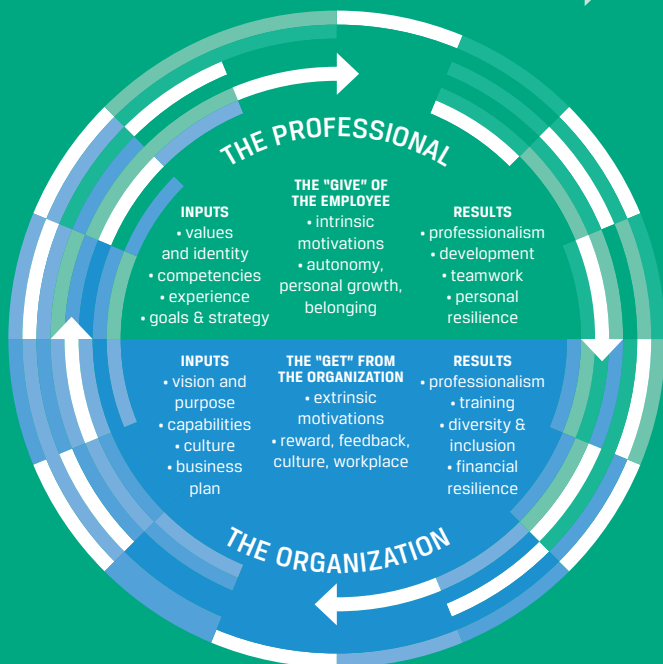 THE PROFESSIONAL
INPUTS
• values
and identity
• competencies
• experience
• goals & strategy
THE "GIVE" OF
THE EMPLOYEE
• intrinsic
motivations
• autonomy,
personal growth,
belonging
RESULTS
• professionalism
• development
• teamwork
• personal
resilience
INPUTS
• vision and
purpose
• capabilities
• culture
• business
plan
THE "GET" FROM
THE ORGANIZATION
• extrinsic
motivations
• reward, feedback,
culture, workplace
RESULTS
• professionalism
• training
• diversity &
inclusion
• financial
resilience
THE ORGANIZATION